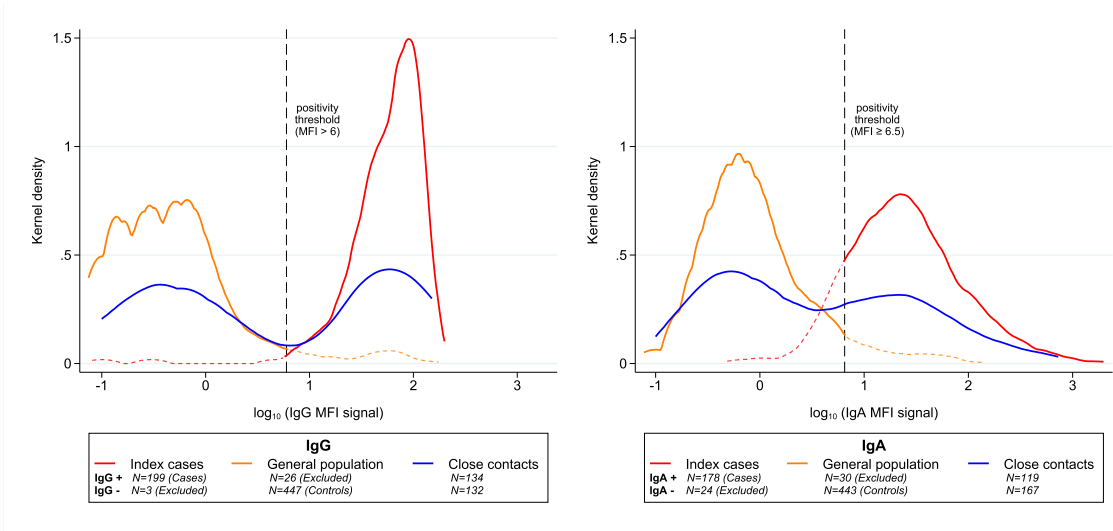 1.5
1
.5
0
Kernel density
positivity
threshold
(MFI > 6)
-1 0 1 2 3
log₁₀ (IgG MFI signal)
IgG
Index cases General population Close contacts
IgG + N=199 (Cases) N=26 (Excluded) N=134
IgG - N=3 (Excluded) N=447 (Controls) N=132
1.5
1
.5
0
Kernel density
positivity
threshold
(MFI ≥ 6.5)
-1 0 1 2 3
log₁₀ (IgA MFI signal)
IgA
Index cases General population Close contacts
IgA + N=178 (Cases) N=30 (Excluded) N=119
IgA - N=24 (Excluded) N=443 (Controls) N=167